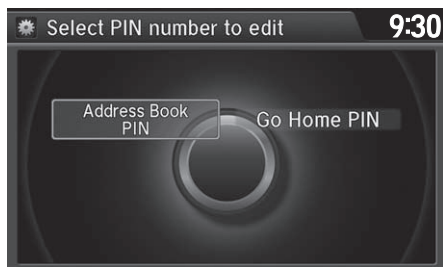 Select PIN number to edit
9:30
Address Book
PIN
Go Home PIN